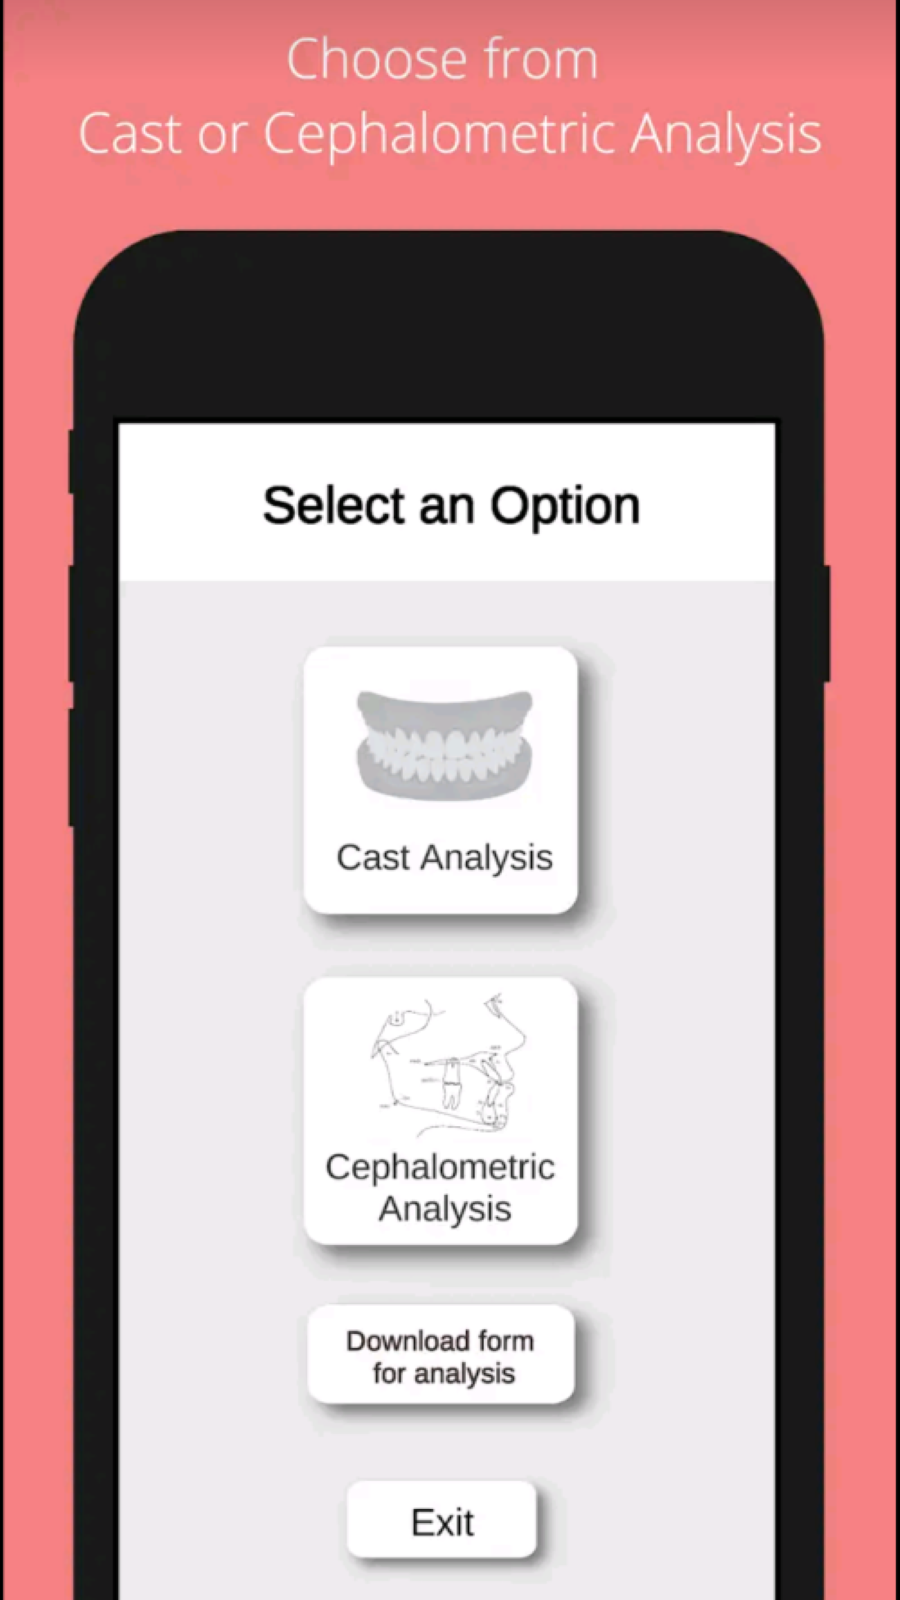 Choose from
Cast or Cephalometric Analysis
Select an Option
Cast Analysis
Cephalometric
Analysis
Download form
for analysis
Exit